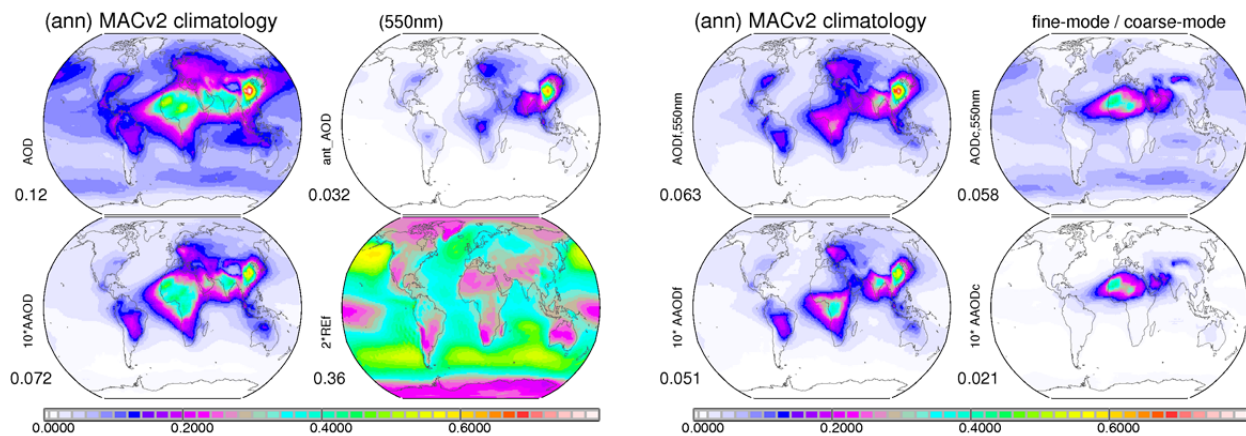 (ann) MACv2 climatology
(550nm)
AOD
0.12
ant_AOD
0.032
10*AAOD
0.072
2*REf
0.36
0.0000 0.2000 0.4000 0.6000
(ann) MACv2 climatology
fine-mode / coarse-mode
AODf,550nm
0.063
AODc,550nm
0.058
10* AAODf
0.051
10* AAODc
0.021
0.0000 0.2000 0.4000 0.6000